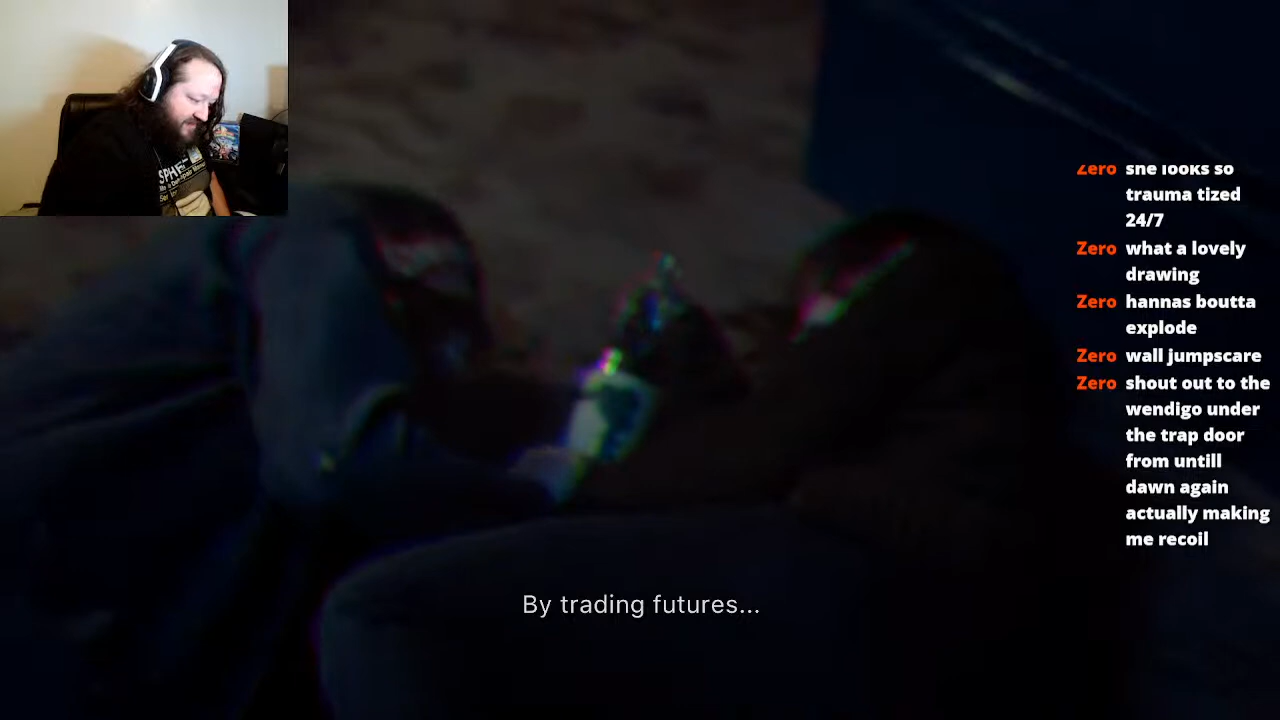 Zero she looks so
trauma tized
24/7
Zero what a lovely
drawing
Zero hannas boutta
explode
Zero wall jumpscare
Zero shout out to the
wendigo under
the trap door
from untill
dawn again
actually making
me recoil
By trading futures...